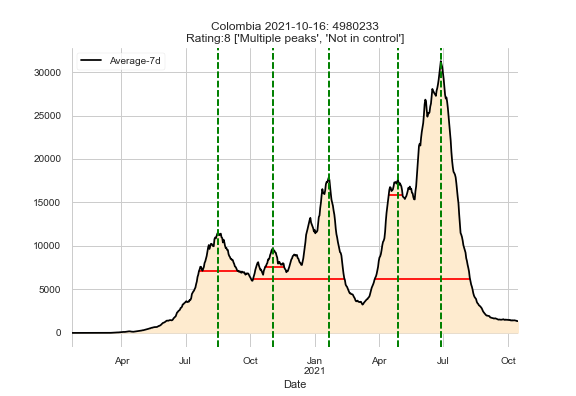 Colombia 2021-10-16: 4980233
Rating:8 ['Multiple peaks', 'Not in control']
Average-7d
30000
25000
20000
15000
10000
5000
0
Apr
Jul
Oct
Jan
2021
Apr
Jul
Oct
Date